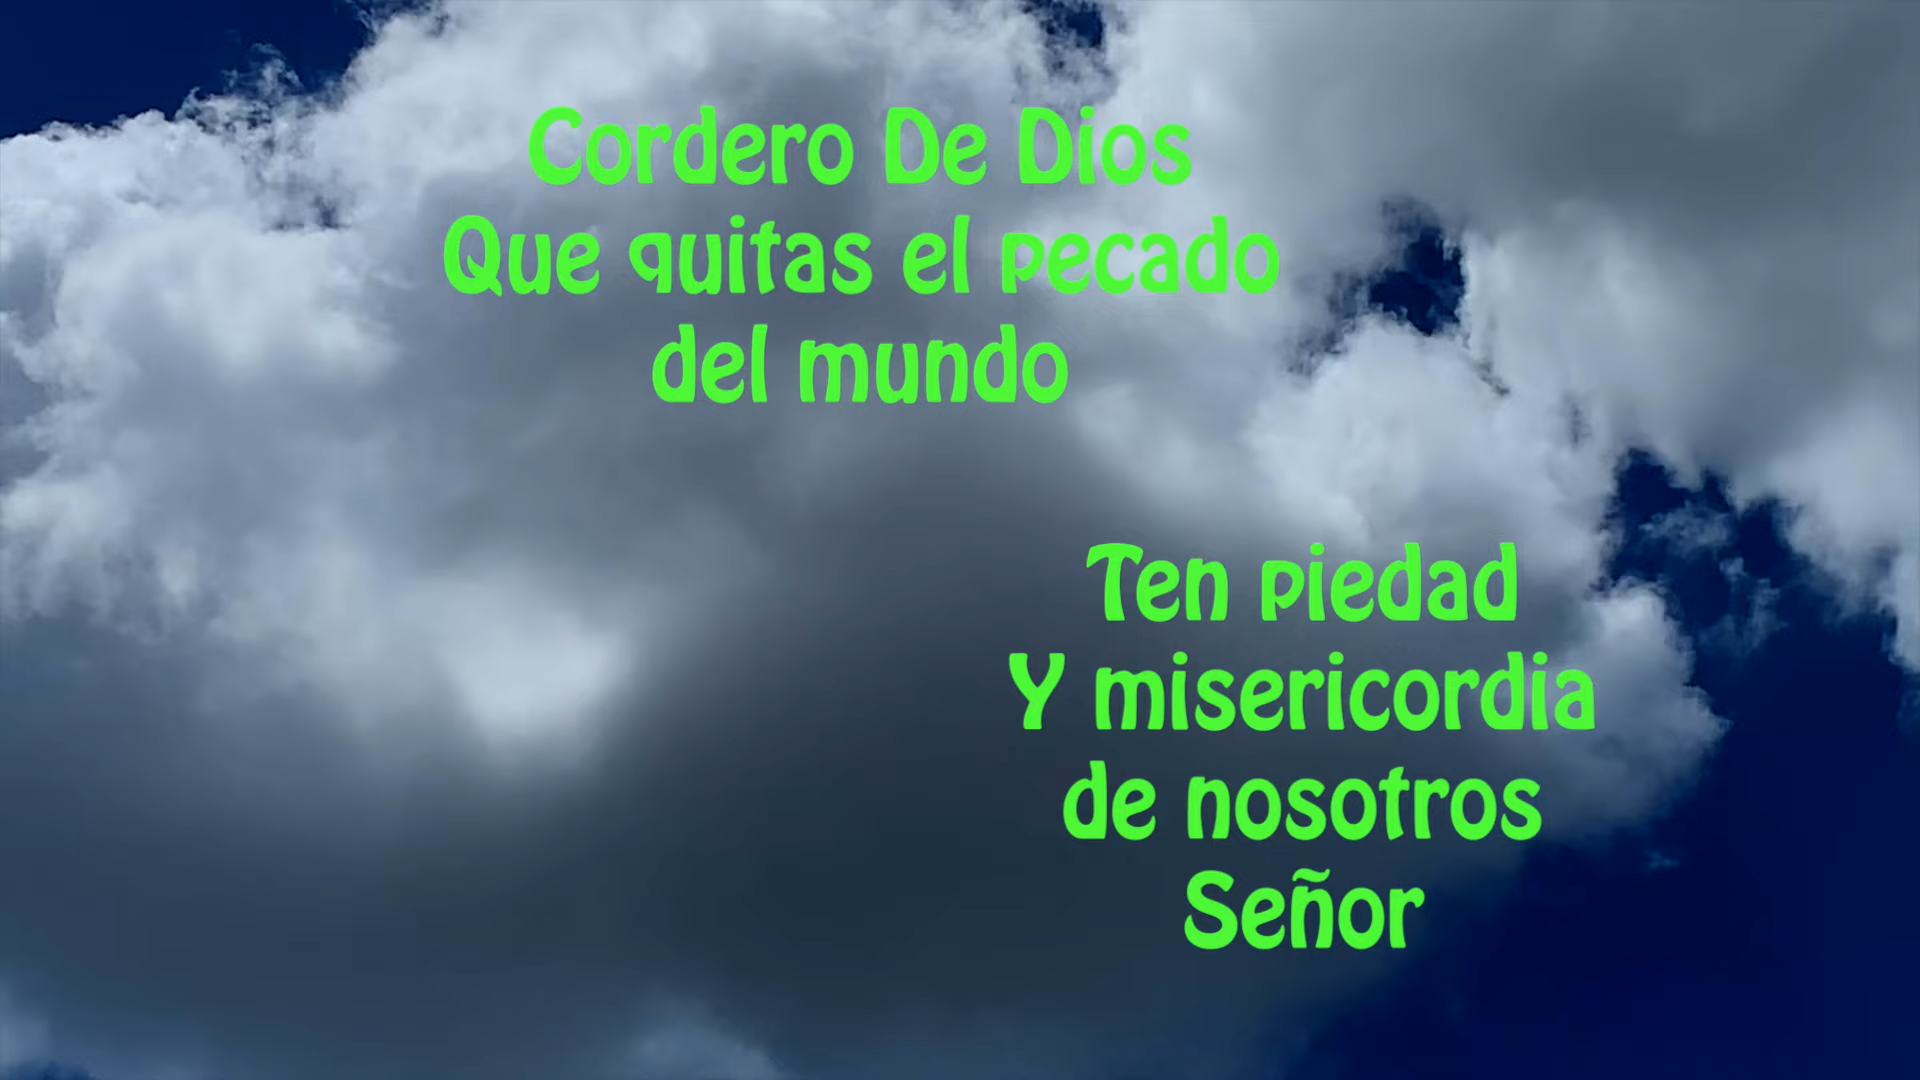 Cordero De Dios
Que quitas el pecado
del mundo
Ten piedad
Y misericordia
de nosotros
Señor